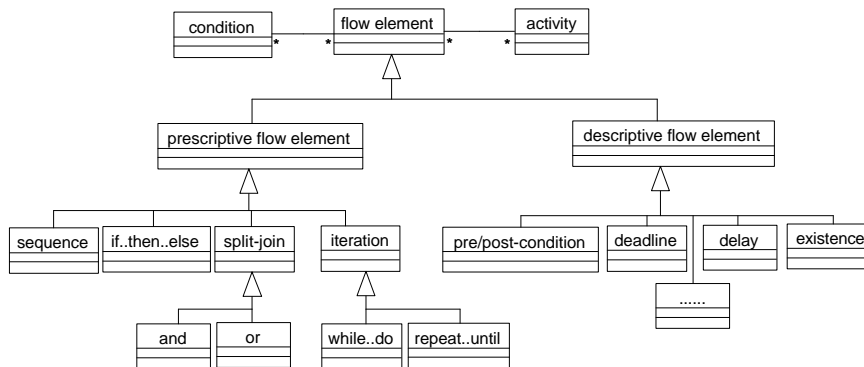 condition
flow element
activity
*
*
*
*
prescriptive flow element
descriptive flow element
sequence
if..then..else
split-join
iteration
pre/post-condition
deadline
delay
existence
......
and
or
while..do
repeat..until